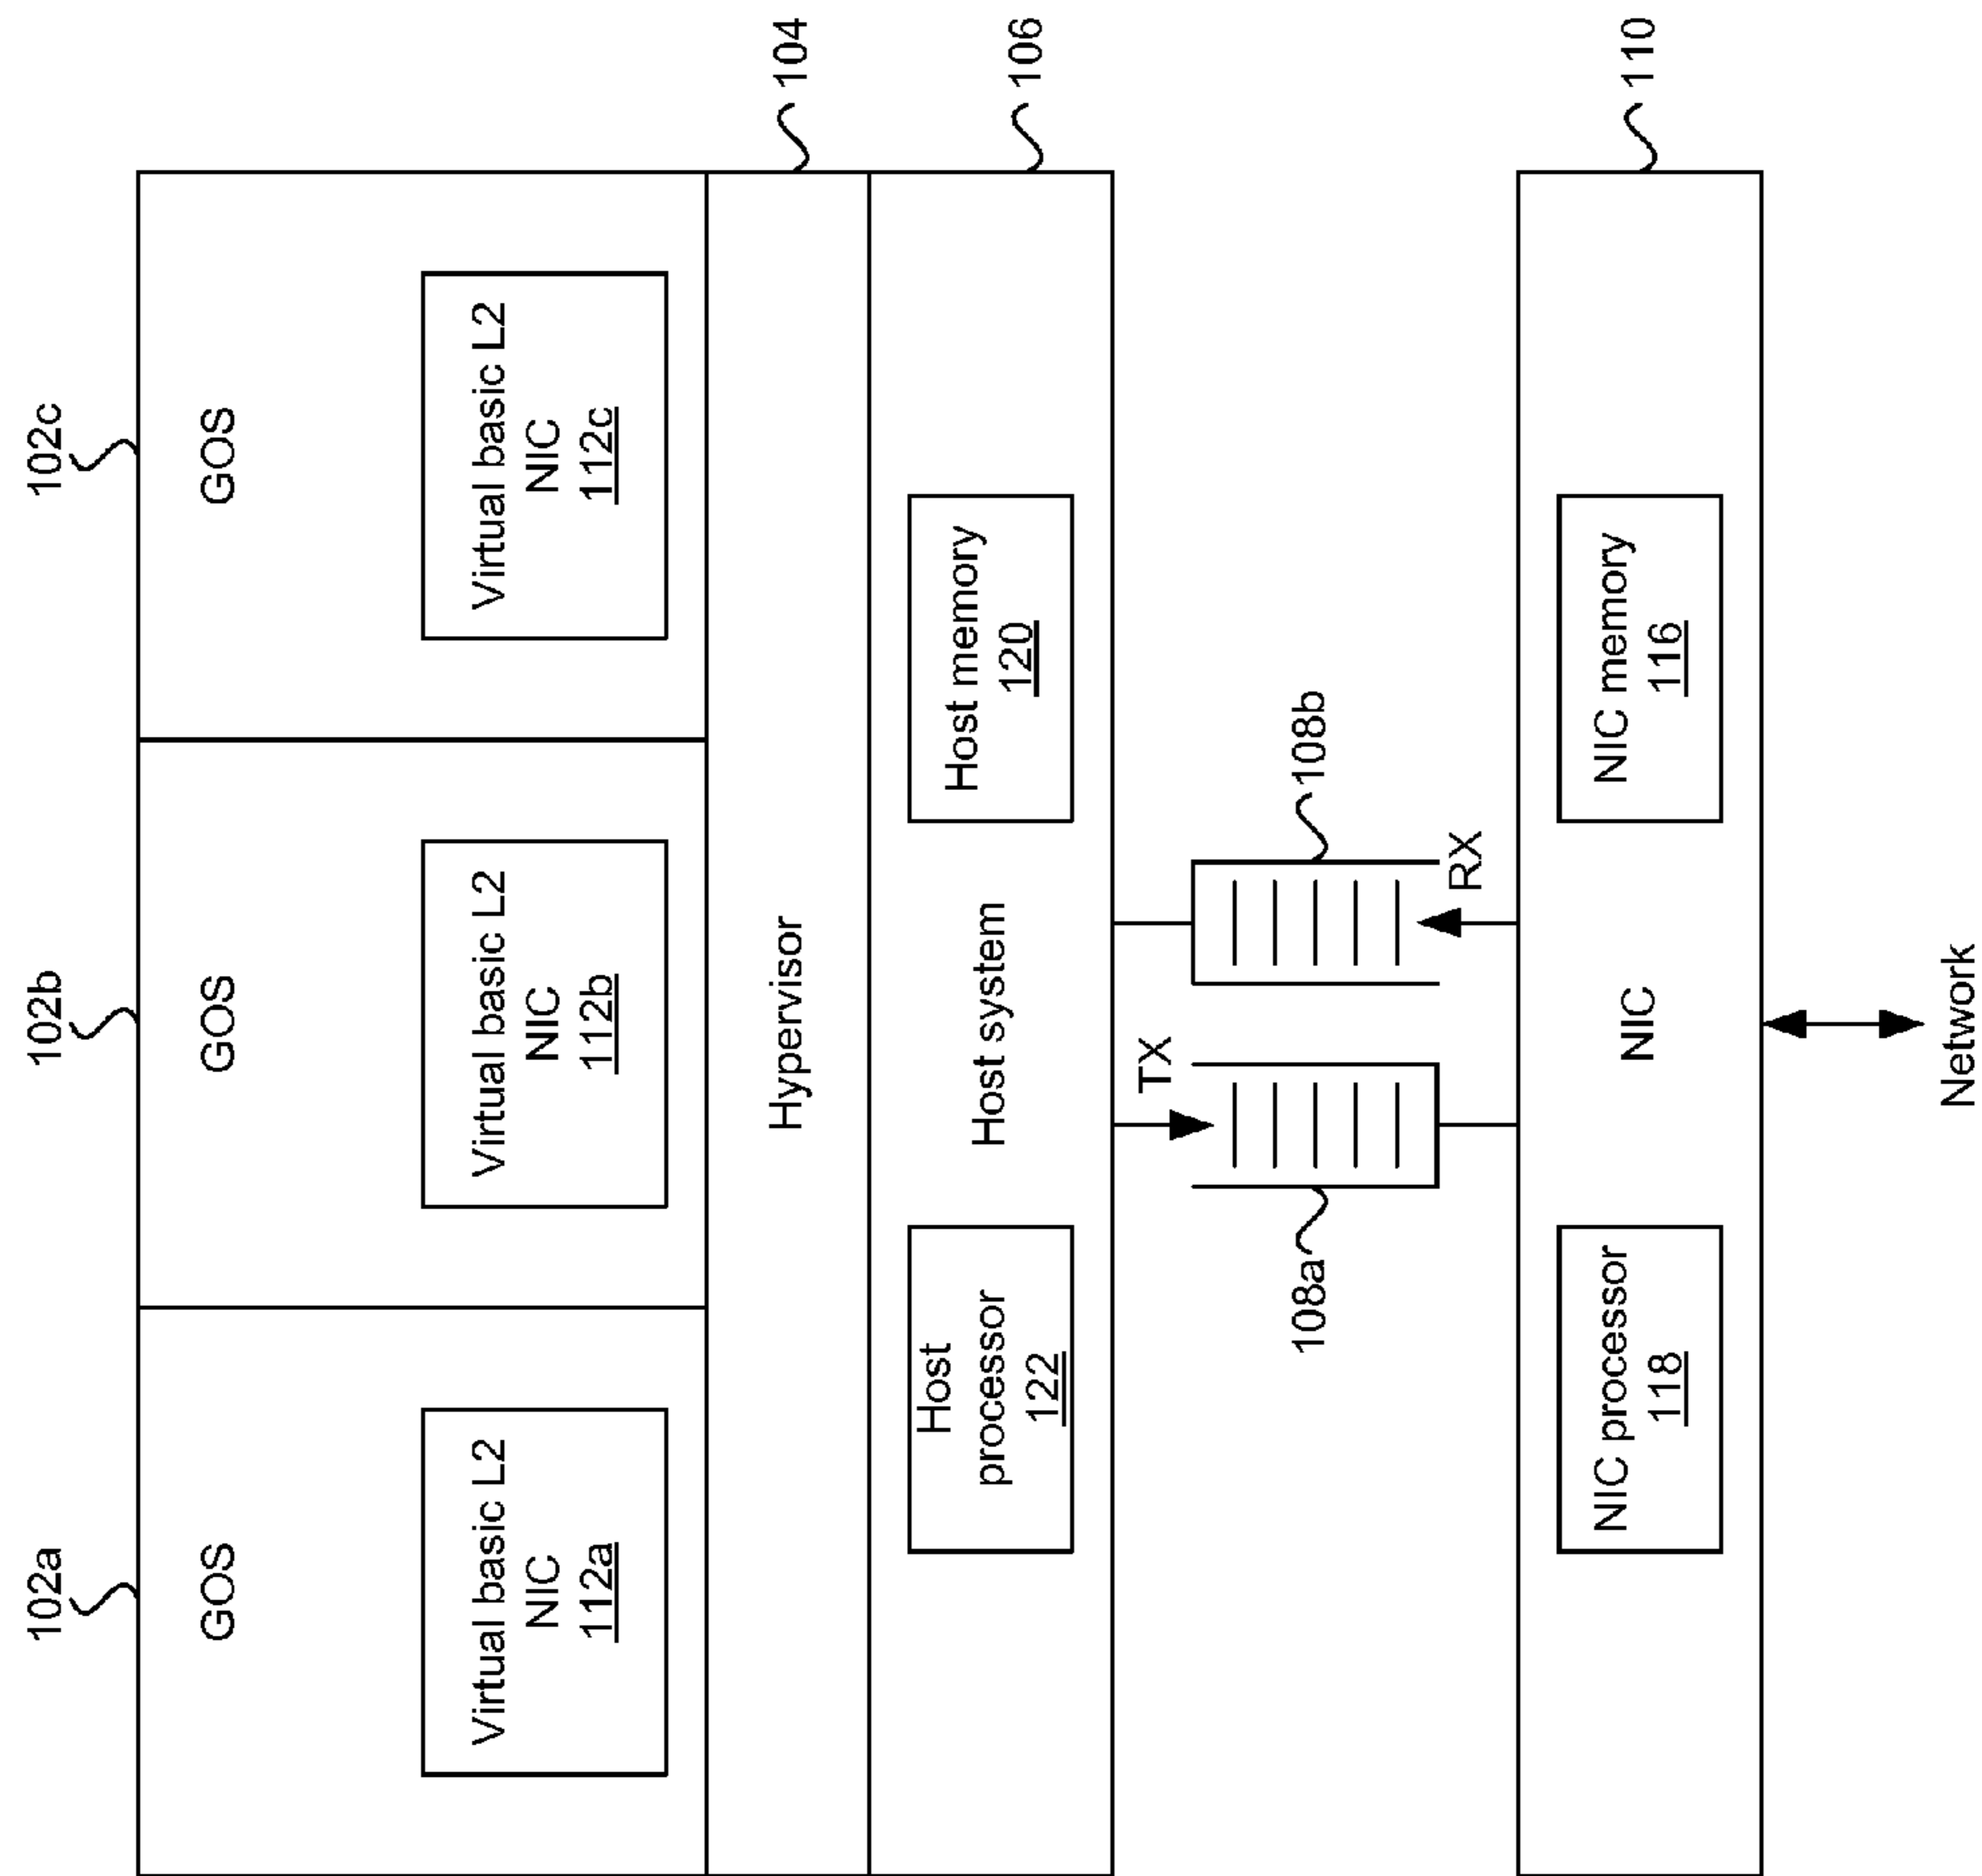 102a
102b
102c
GOS
GOS
GOS
Virtual basic L2
NIC
112a
Virtual basic L2
NIC
112b
Virtual basic L2
NIC
112c
Hypervisor
104
Host
processor
122
Host system
Host memory
120
106
TX
RX
108a
108b
NIC processor
118
NIC
NIC memory
116
110
Network